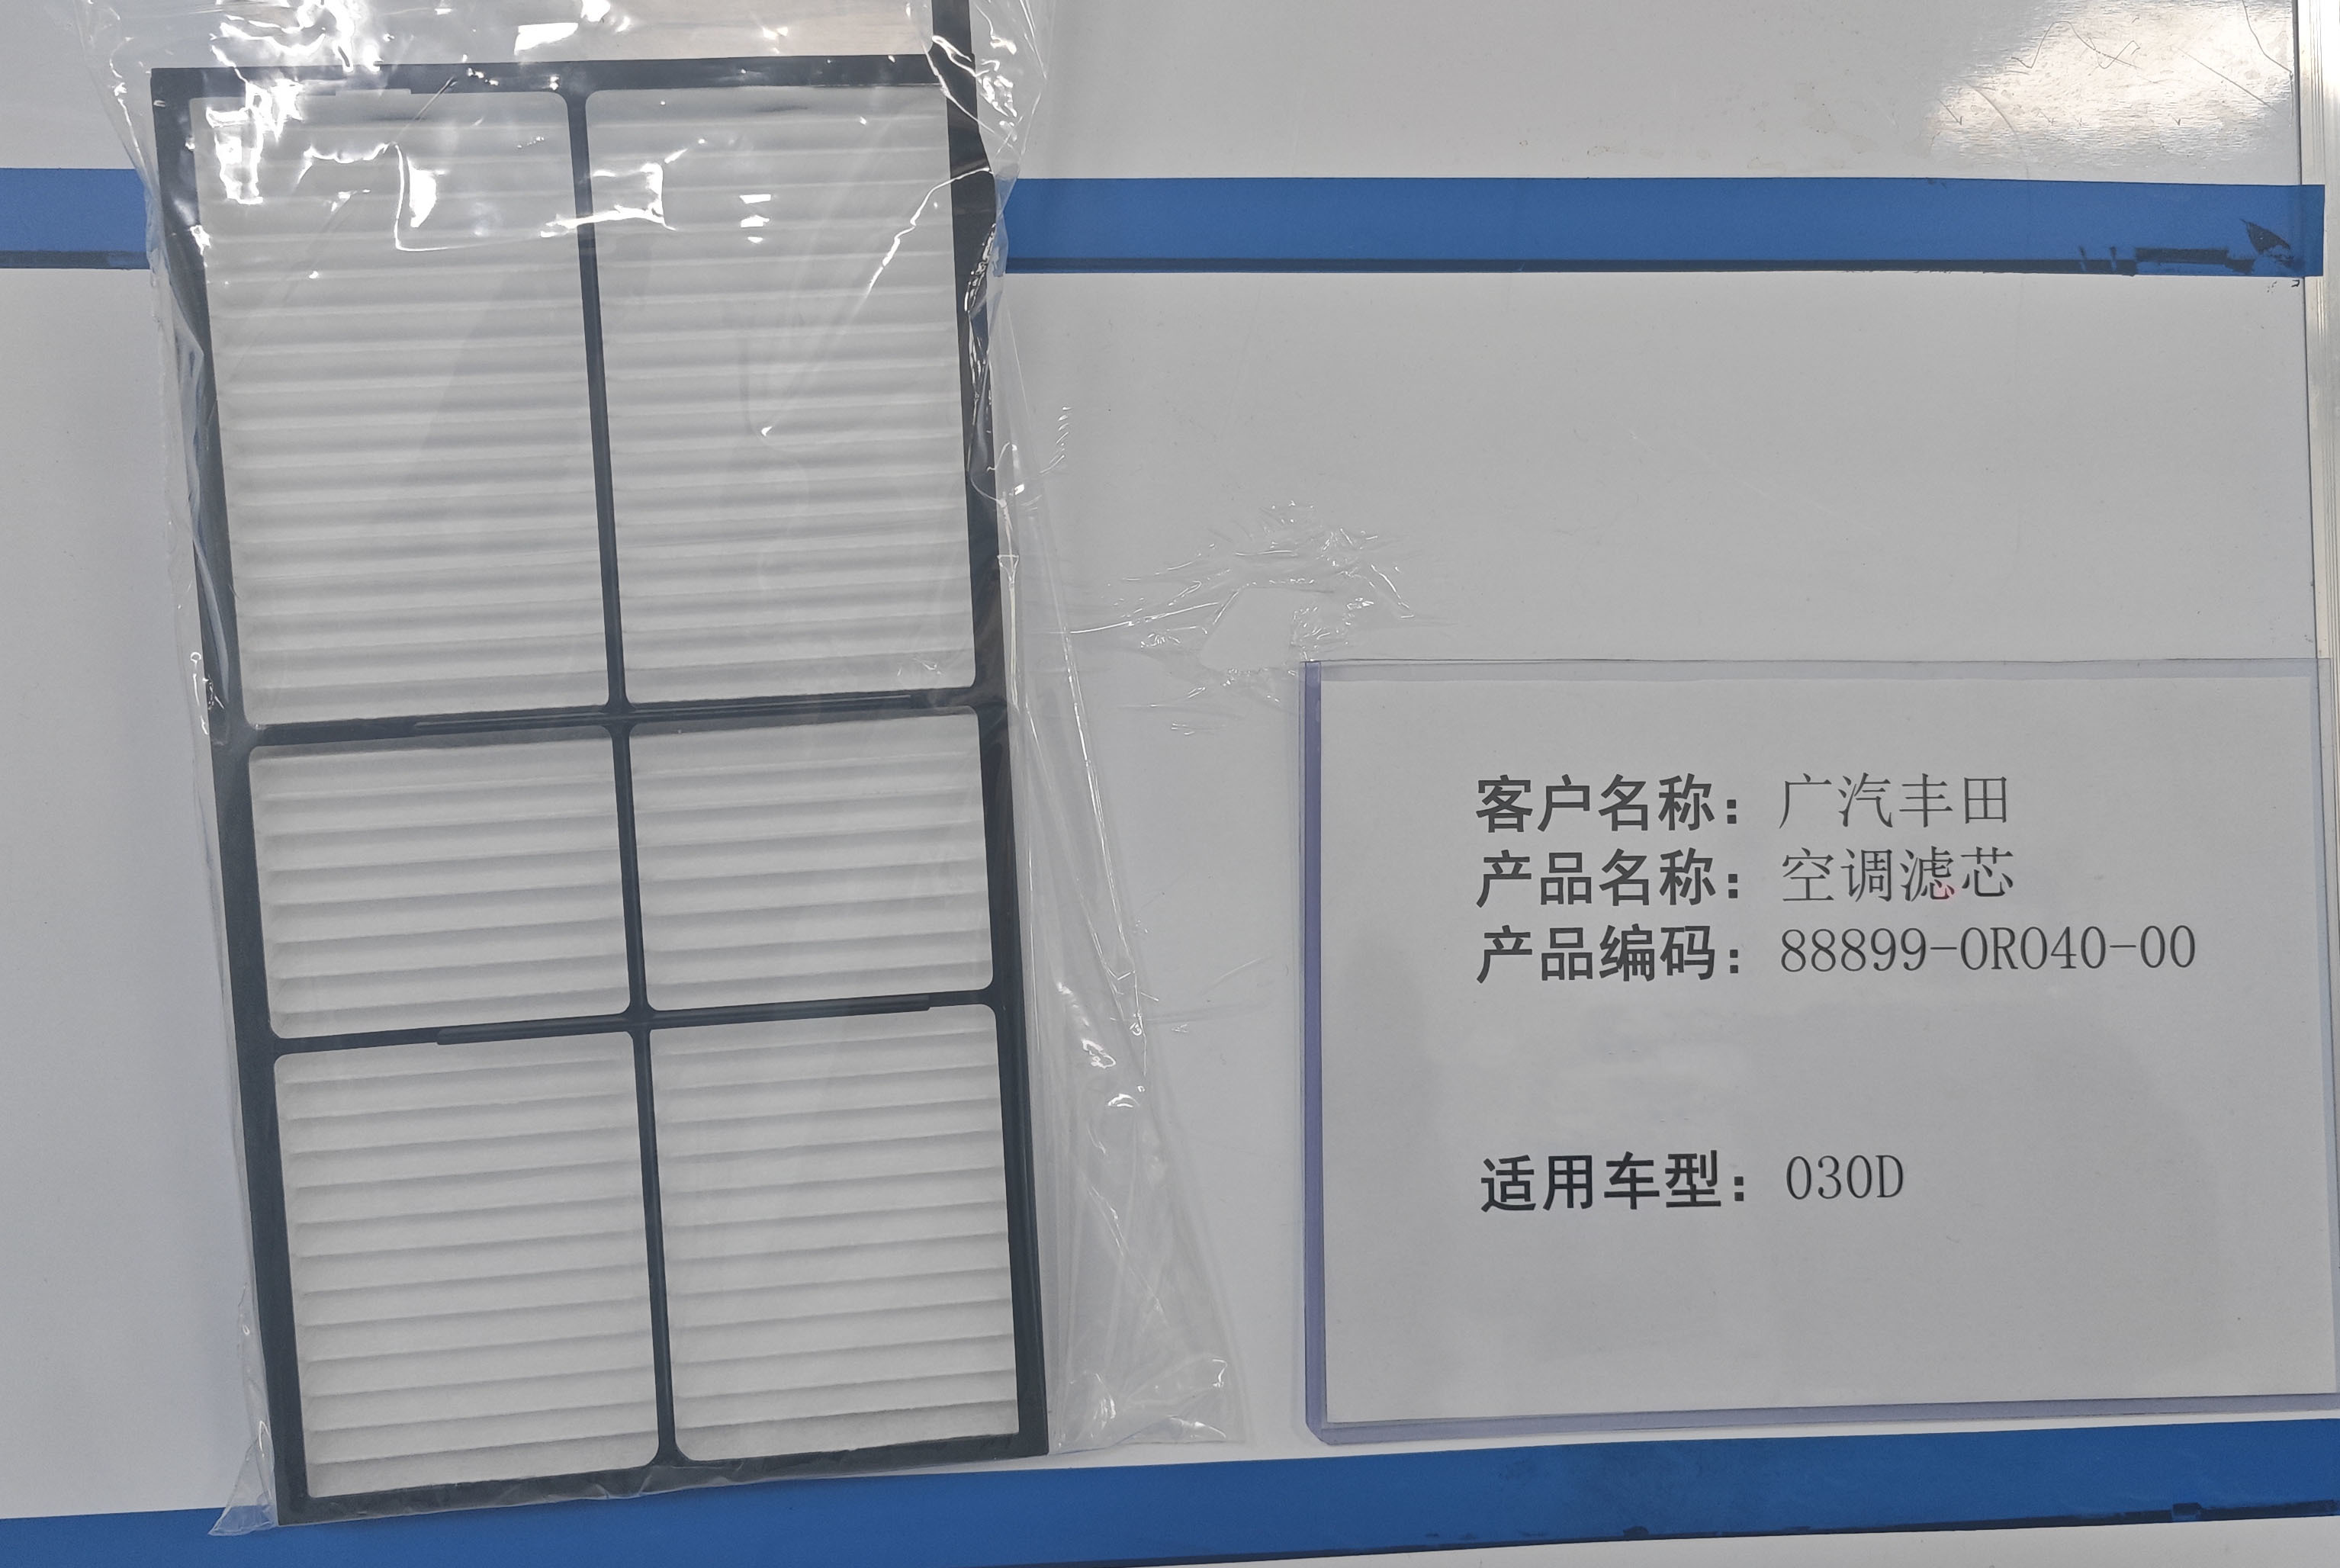 客户名称：广汽丰田
产品名称：空调滤芯
产品编码：88899-0R040-00
适用车型：030D